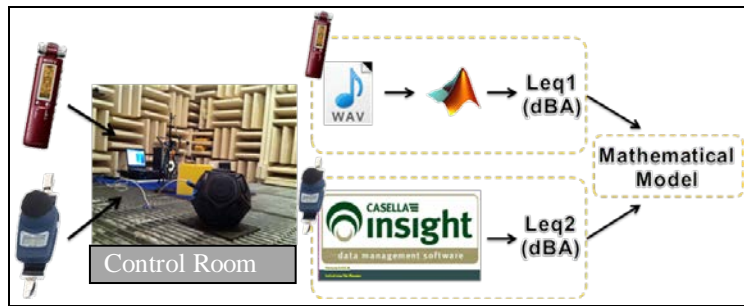 Control Room
WAV
Leq1
(dBA)
CASELLA
insight
data management software
Leq2
(dBA)
Mathematical
Model